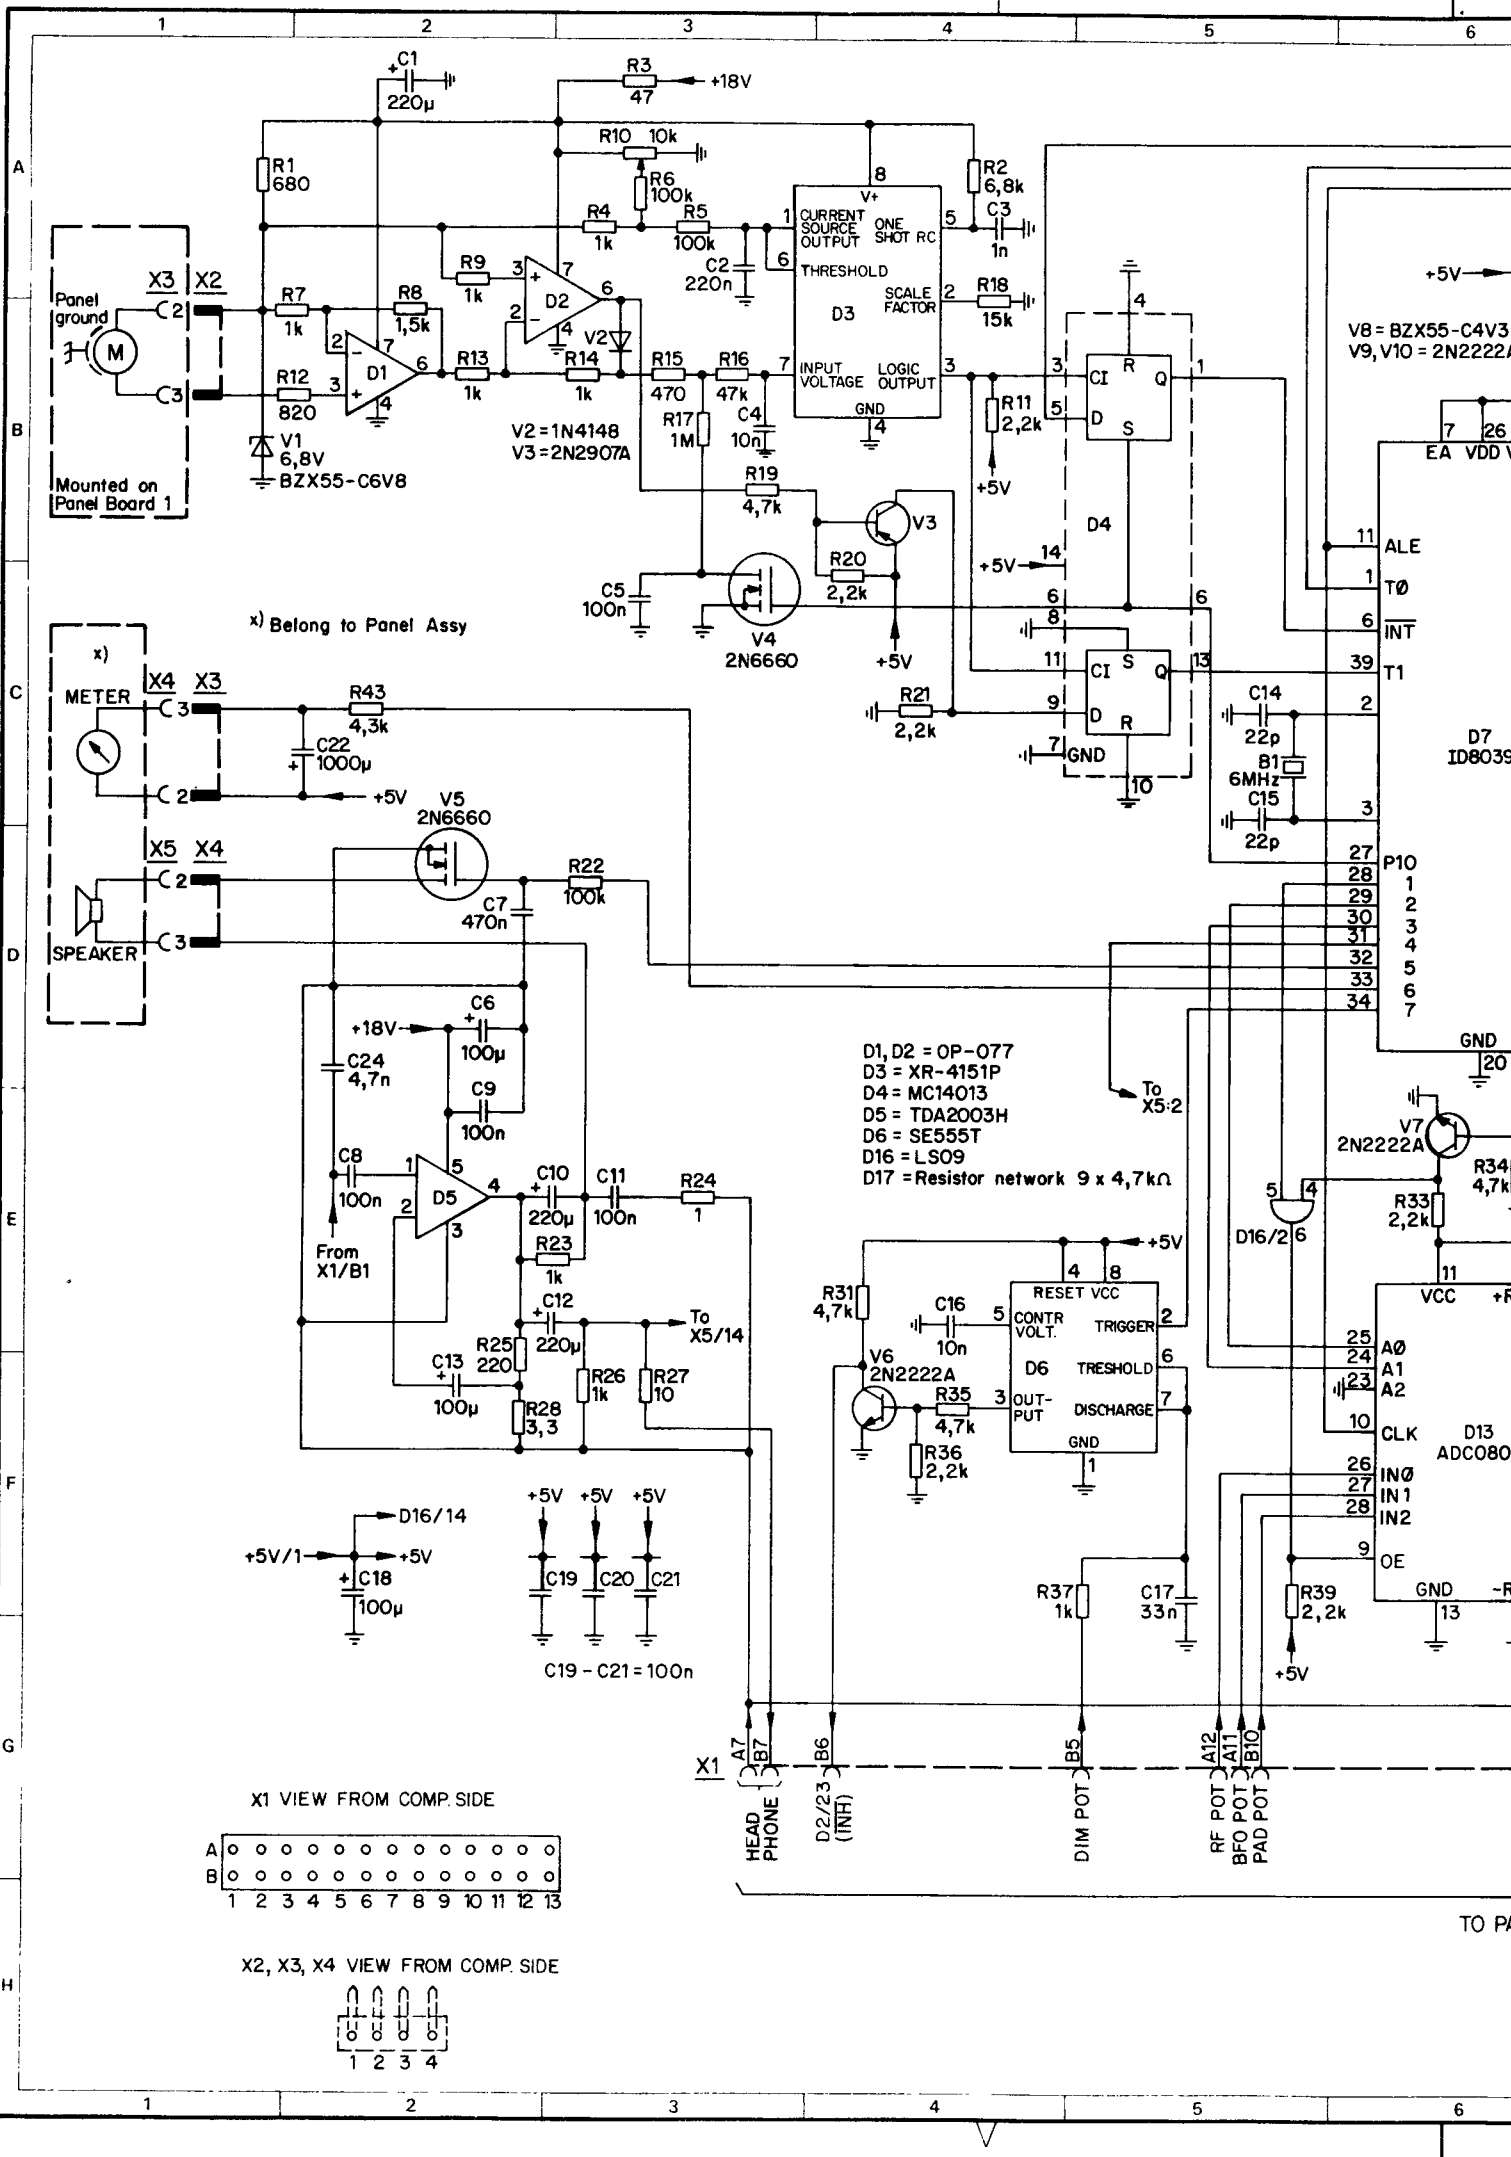 1 2 3 4 5 6
A
B
C
D
E
F
G
H
+C1
220µ
R3
47
+18V
R10 10k
R1
680
R6
100k
R4
1k
R5
100k
8
V+
1 CURRENT SOURCE OUTPUT
ONE SHOT RC 5
6 THRESHOLD
SCALE FACTOR 2
D3
7 INPUT VOLTAGE
LOGIC OUTPUT 3
GND
4
R2
6,8k
C3
1n
R18
15k
C2
220n
R9
1k
3 + 7
D2 6
2 - 4
V2
X3 X2
Panel ground
M
2
3
R7
1k
R8
1,5k
2 - 7
D1 6
3 + 4
R12
820
R13
1k
R14
1k
R15
470
R16
47k
R17
1M
C4
10n
V1
6,8V
BZX55-C6V8
V2=1N4148
V3=2N2907A
Mounted on
Panel Board 1
R19
4,7k
V3
R20
2,2k
+5V
R11
2,2k
+5V
4
R
3 CI Q 1
5 D
S
D4
+5V 14
6 6
8
11 CI S Q 13
9 D
R
7 GND
10
+5V
V8=BZX55-C4V3
V9,V10=2N2222A
7 26
EA VDD
11 ALE
1 TØ
6 INT
39 T1
2
3
D7
ID8039
27 P10
28 1
29 2
30 3
31 4
32 5
33 6
34 7
GND
20
C14
22p
B1
6MHz
C15
22p
C5
100n
V4
2N6660
R21
2,2k
x) Belong to Panel Assy
x)
METER
X4 X3
3
2
R43
4,3k
C22
+ 1000µ
+5V
V5
2N6660
X5 X4
2
3
SPEAKER
R22
100k
C7
470n
+18V
C6
+
100µ
C24
4,7n
C9
100n
C8
100n
1 5
D5 4
2 3
From
X1/B1
+C10
220µ
C11
100n
R24
1
R23
1k
+C12
220µ
To
X5/14
R25
220
C13
+
100µ
R26
1k
R27
10
R28
3,3
D1,D2=OP-077
D3=XR-4151P
D4=MC14013
D5=TDA2003H
D6=SE555T
D16=LS09
D17=Resistor network 9 x 4,7kΩ
To
X5:2
V7
2N2222A
R34
4,7k
R33
2,2k
5 4
D16/2 6
+5V
R31
4,7k
C16
10n
4 8
RESET VCC
5 CONTR VOLT.
TRIGGER 2
D6
TRESHOLD 6
3 OUT-PUT
DISCHARGE 7
GND
1
V6
2N2222A
R35
4,7k
R36
2,2k
11
VCC
25 AØ
24 A1
23 A2
10 CLK
D13
ADC080
26 INØ
27 IN1
28 IN2
9 OE
GND
13
R37
1k
C17
33n
R39
2,2k
+5V
D16/14
+5V/1 +5V
+ C18
100µ
+5V +5V +5V
C19 C20 C21
C19-C21=100n
X1
A7 B7 B6 B5 A12 A11 B10
HEAD PHONE
D2/23
(INH)
DIM POT
RF POT
BFO POT
PAD POT
X1 VIEW FROM COMP. SIDE
A
B
1 2 3 4 5 6 7 8 9 10 11 12 13
X2, X3, X4 VIEW FROM COMP. SIDE
1 2 3 4
1 2 3 4 5 6